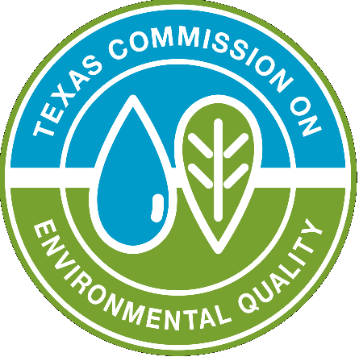 TEXAS COMMISSION ON
ENVIRONMENTAL QUALITY